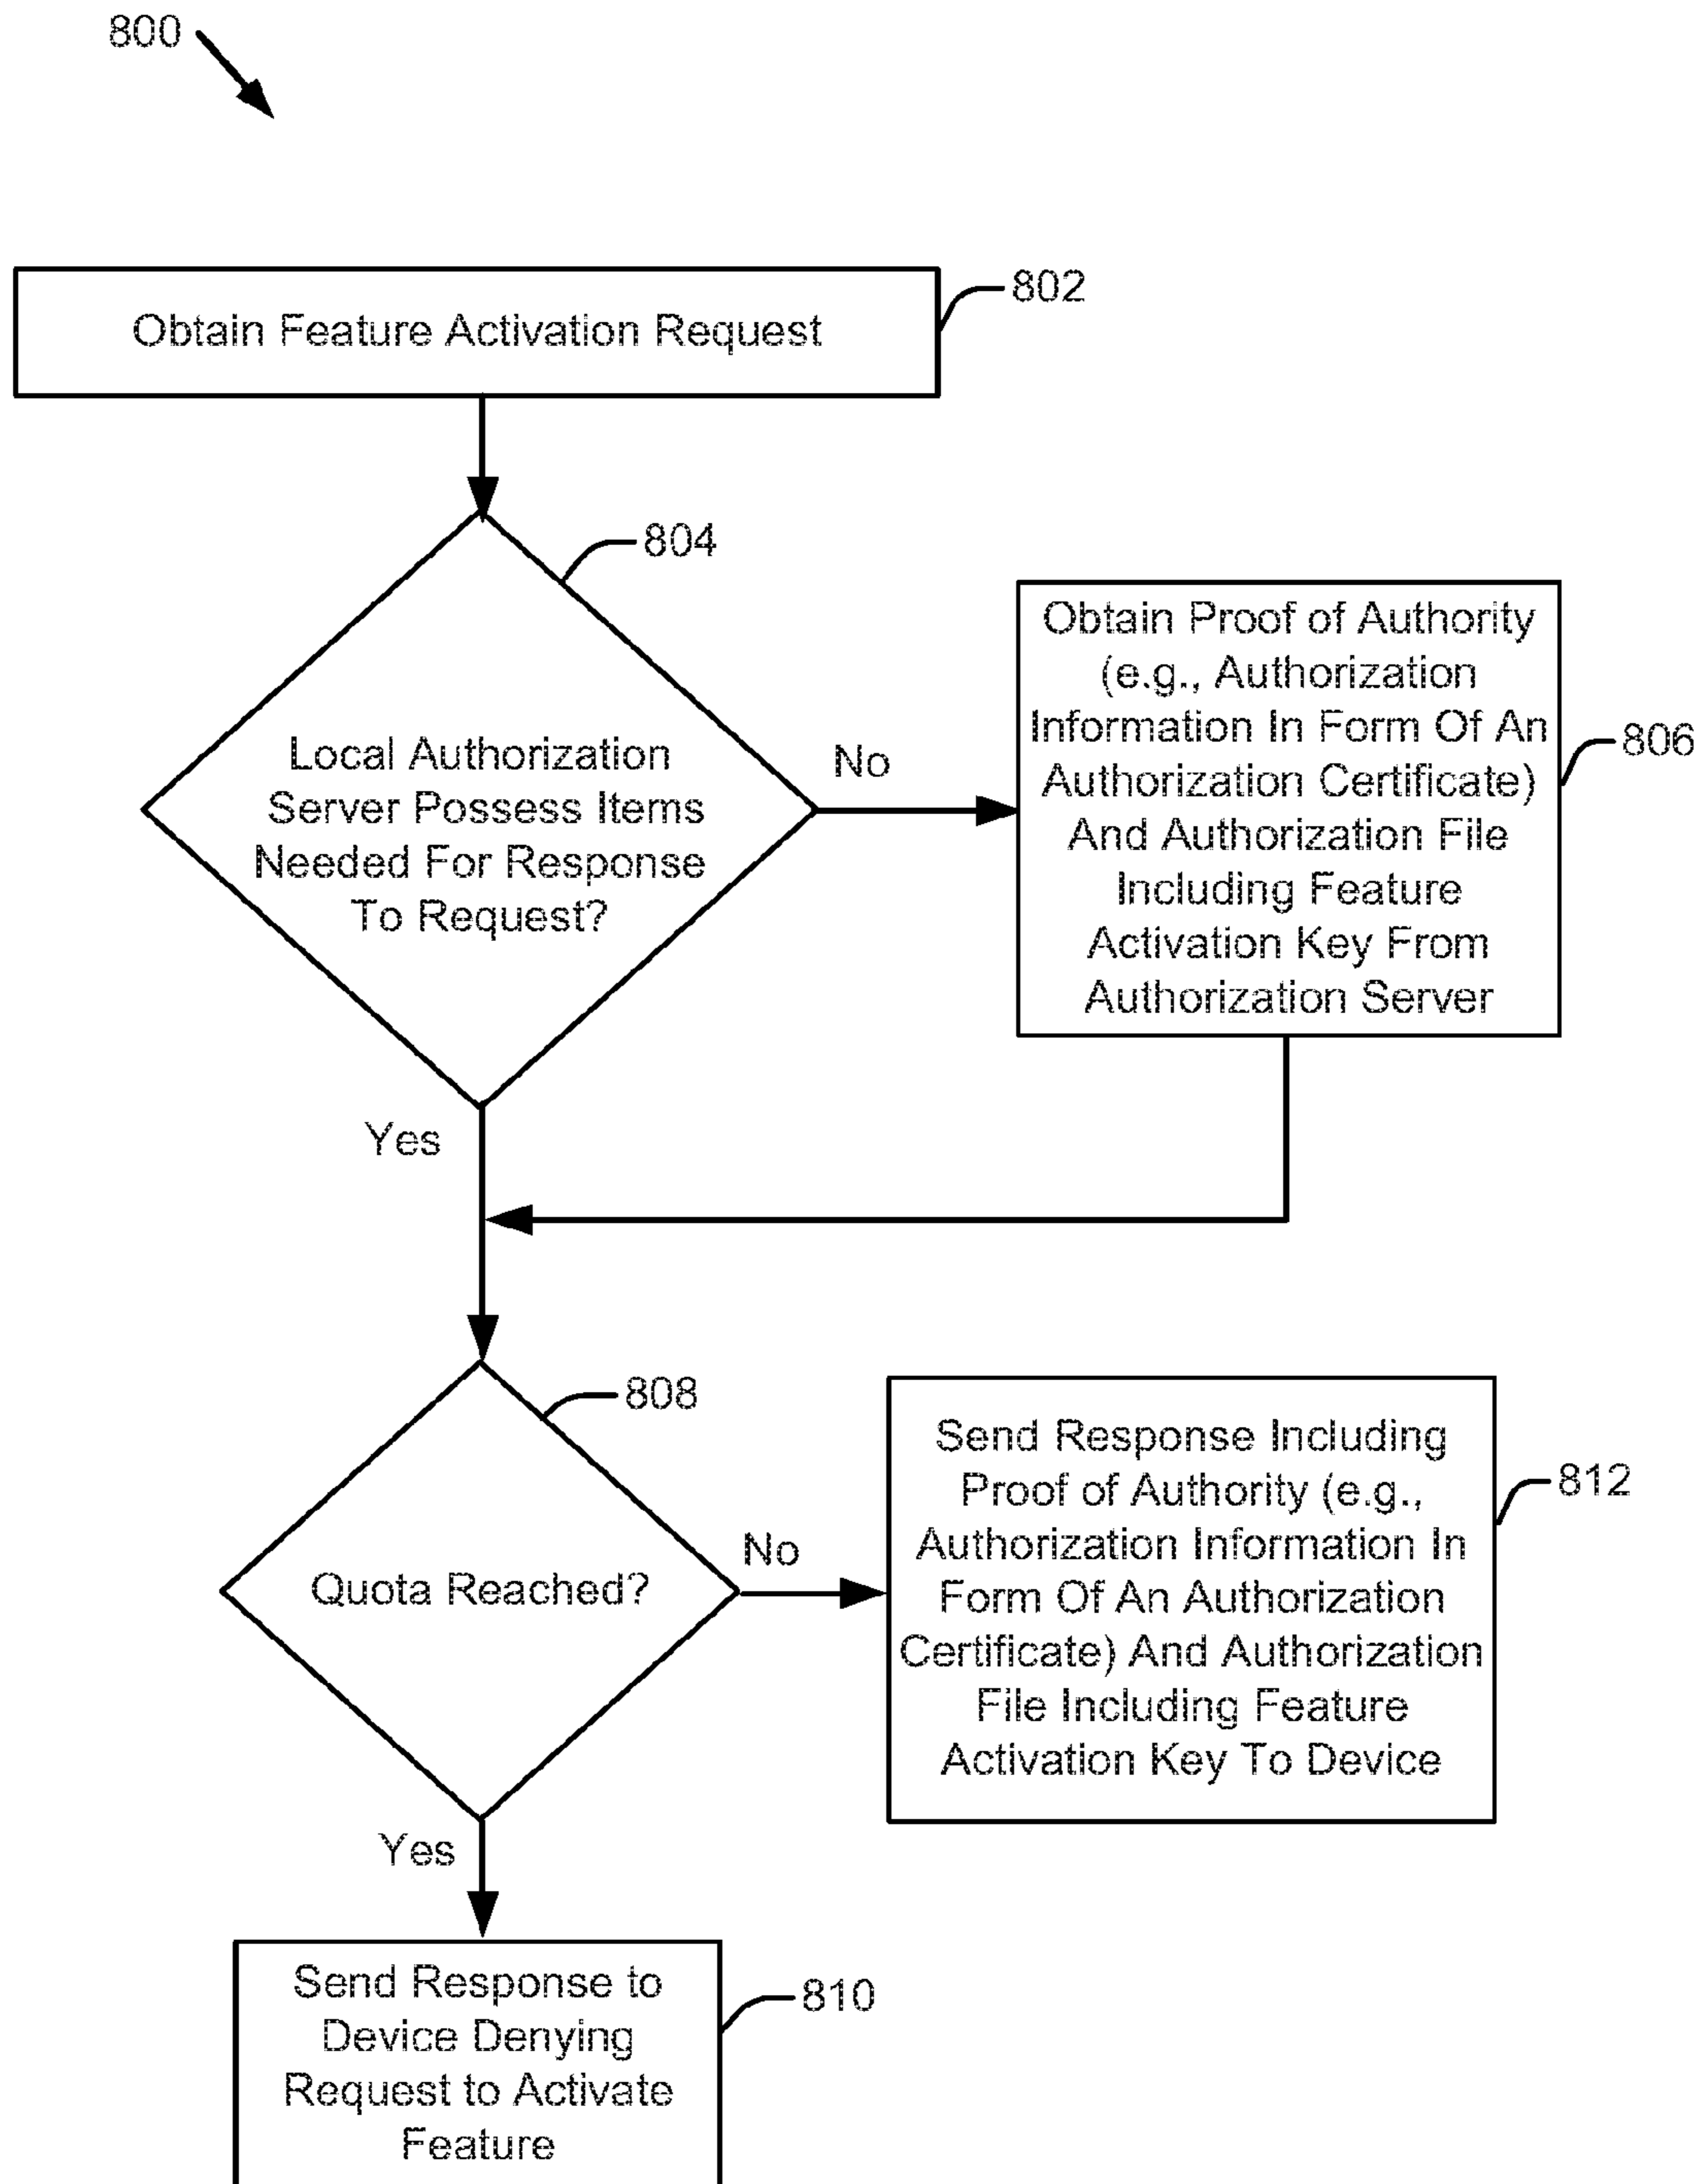 800
802
Obtain Feature Activation Request
804
Local Authorization
Server Possess Items
Needed For Response
To Request?
No
Yes
Obtain Proof of Authority
(e.g., Authorization
Information In Form Of An
Authorization Certificate)
And Authorization File
Including Feature
Activation Key From
Authorization Server
806
808
Quota Reached?
No
Yes
Send Response Including
Proof of Authority (e.g.,
Authorization Information In
Form Of An Authorization
Certificate) And Authorization
File Including Feature
Activation Key To Device
812
Send Response to
Device Denying
Request to Activate
Feature
810